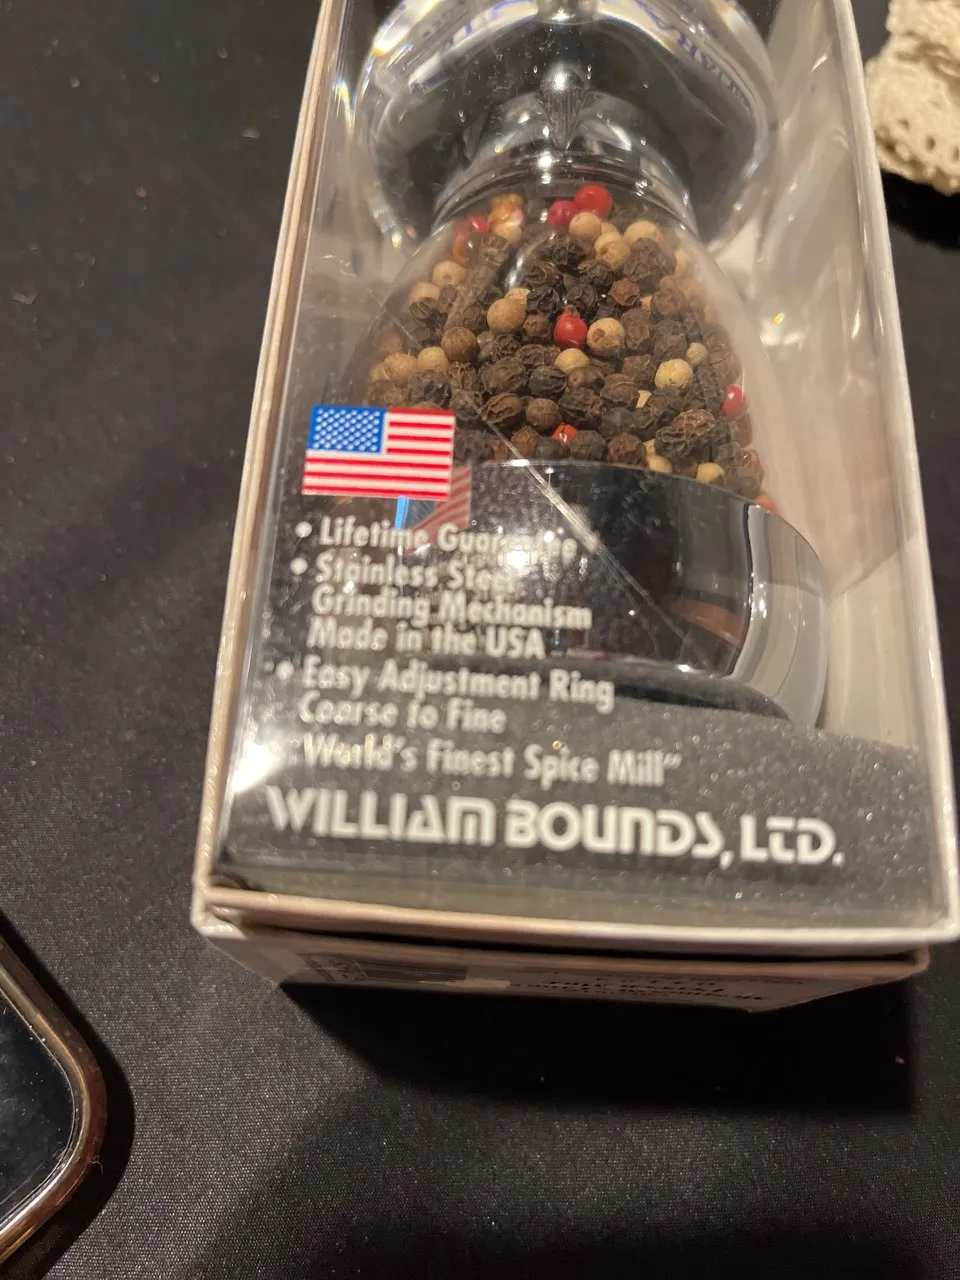 • Lifetime Guarantee
• Stainless Steel
Grinding Mechanism
Made in the USA
• Easy Adjustment Ring
Coarse to Fine
"World's Finest Spice Mill"
WILLIAM BOUNDS, LTD.